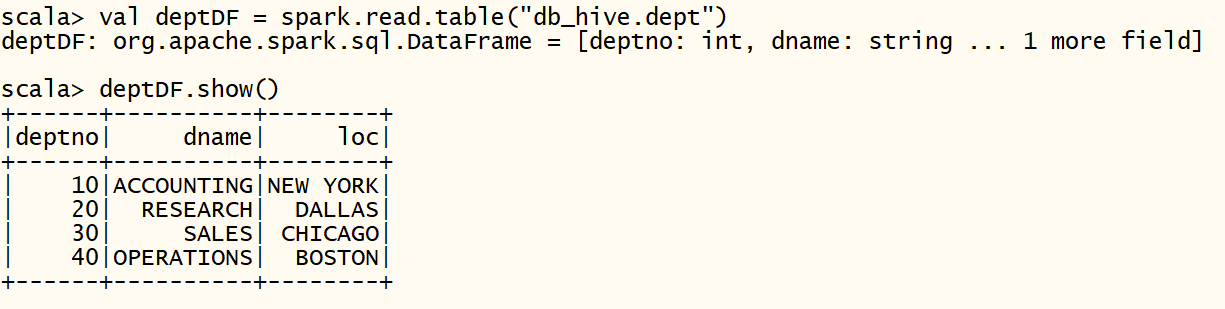 scala> val deptDF = spark.read.table("db_hive.dept")
deptDF: org.apache.spark.sql.DataFrame = [deptno: int, dname: string ... 1 more field]
scala> deptDF.show()
+------+----------+--------+
|deptno|     dname|     loc|
+------+----------+--------+
|    10|ACCOUNTING|NEW YORK|
|    20|  RESEARCH|  DALLAS|
|    30|     SALES| CHICAGO|
|    40|OPERATIONS|  BOSTON|
+------+----------+--------+